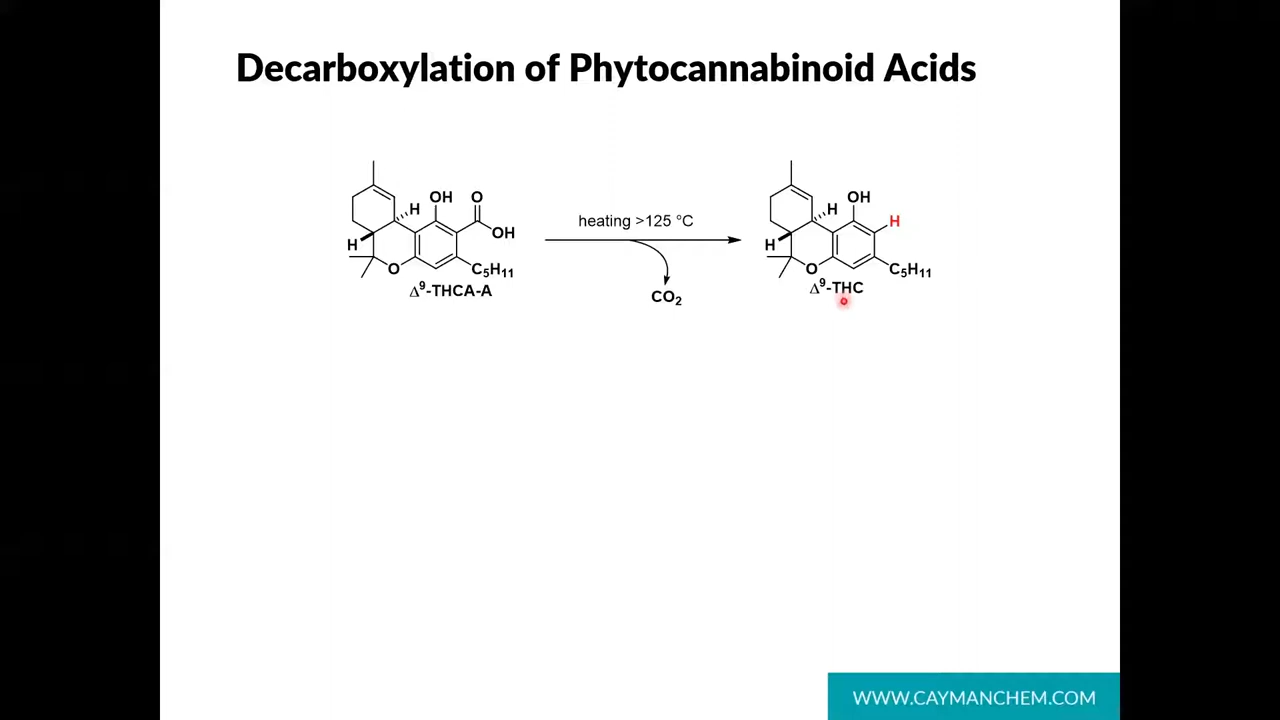 Decarboxylation of Phytocannabinoid Acids
OH
O
H
OH
H
O
C₅H₁₁
Δ⁹-THCA-A
heating >125 °C
CO₂
OH
H
H
H
O
C₅H₁₁
Δ⁹-THC
WWW.CAYMANCHEM.COM